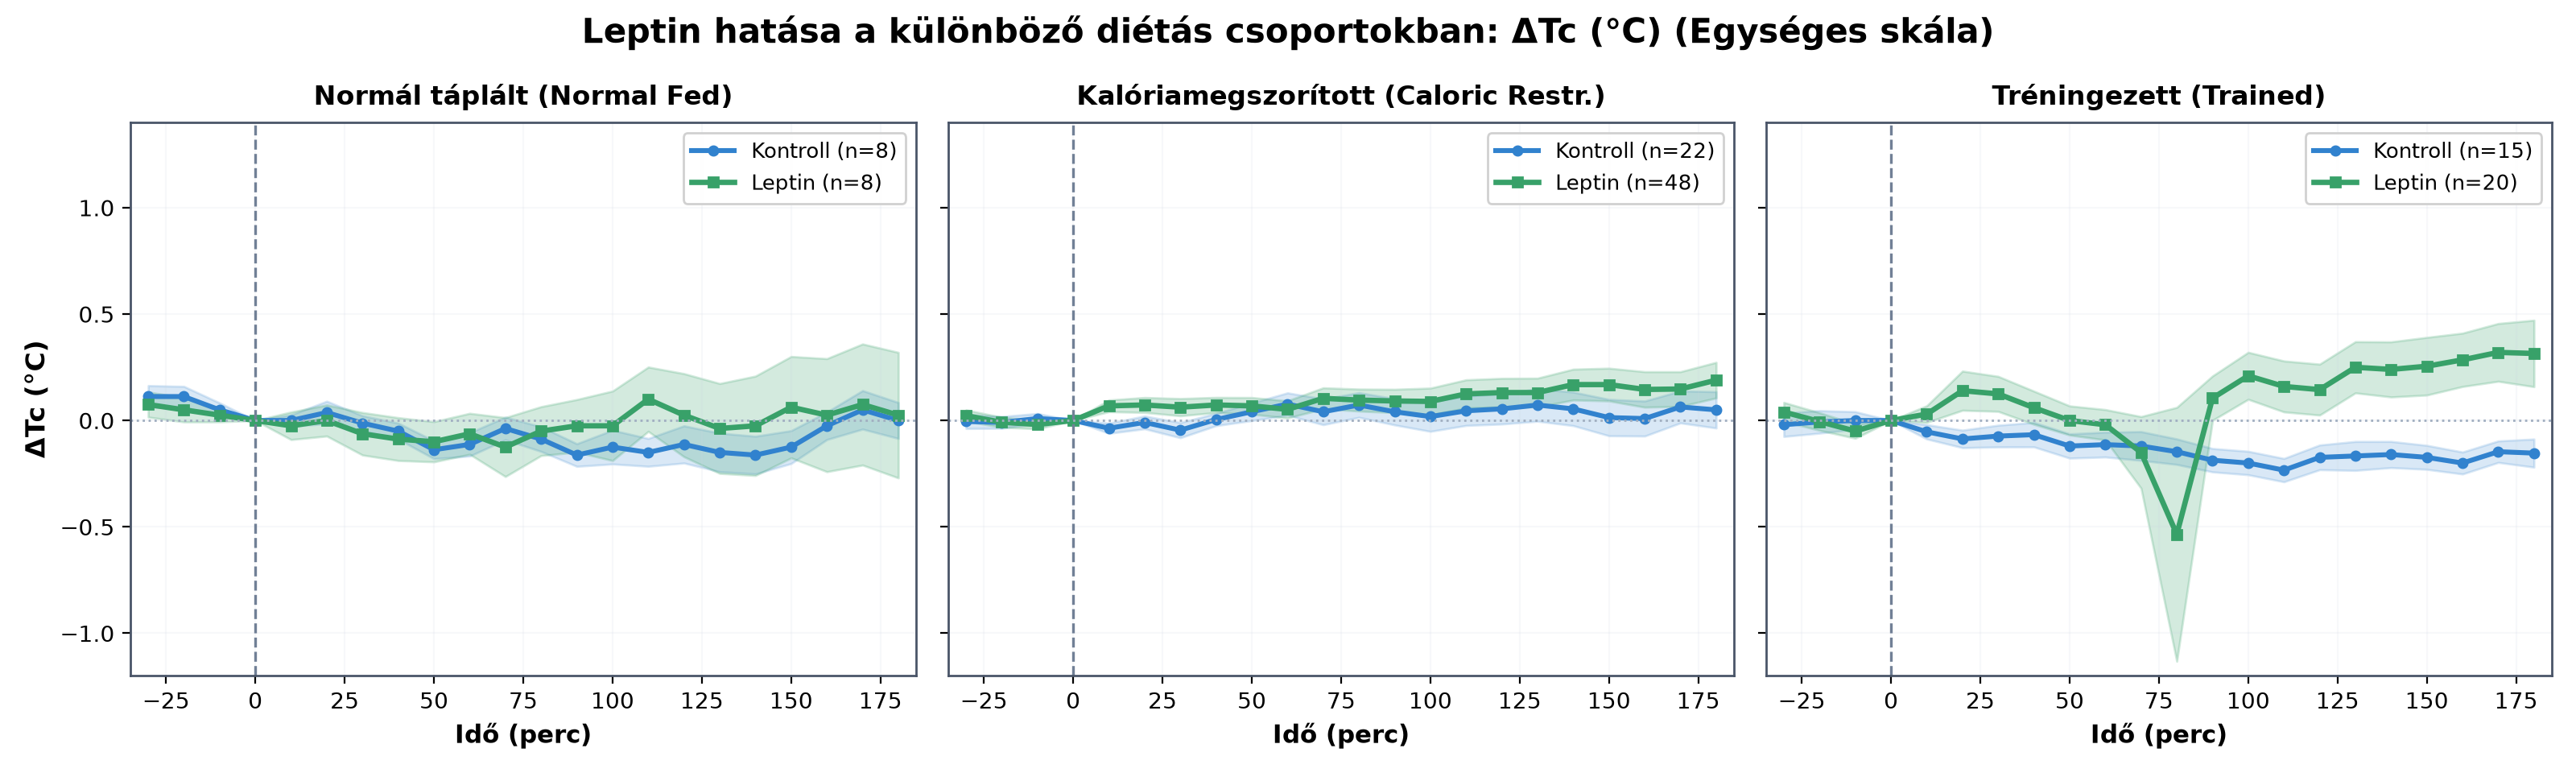 Leptin hatása a különböző diétás csoportokban: ΔTc (°C) (Egységes skála)
Normál táplált (Normal Fed)
Kalóriamegszorított (Caloric Restr.)
Tréningezett (Trained)
Kontroll (n=8)
Leptin (n=8)
Kontroll (n=22)
Leptin (n=48)
Kontroll (n=15)
Leptin (n=20)
ΔTc (°C)
1.0
0.5
0.0
−0.5
−1.0
−25 0 25 50 75 100 125 150 175
−25 0 25 50 75 100 125 150 175
−25 0 25 50 75 100 125 150 175
Idő (perc)
Idő (perc)
Idő (perc)